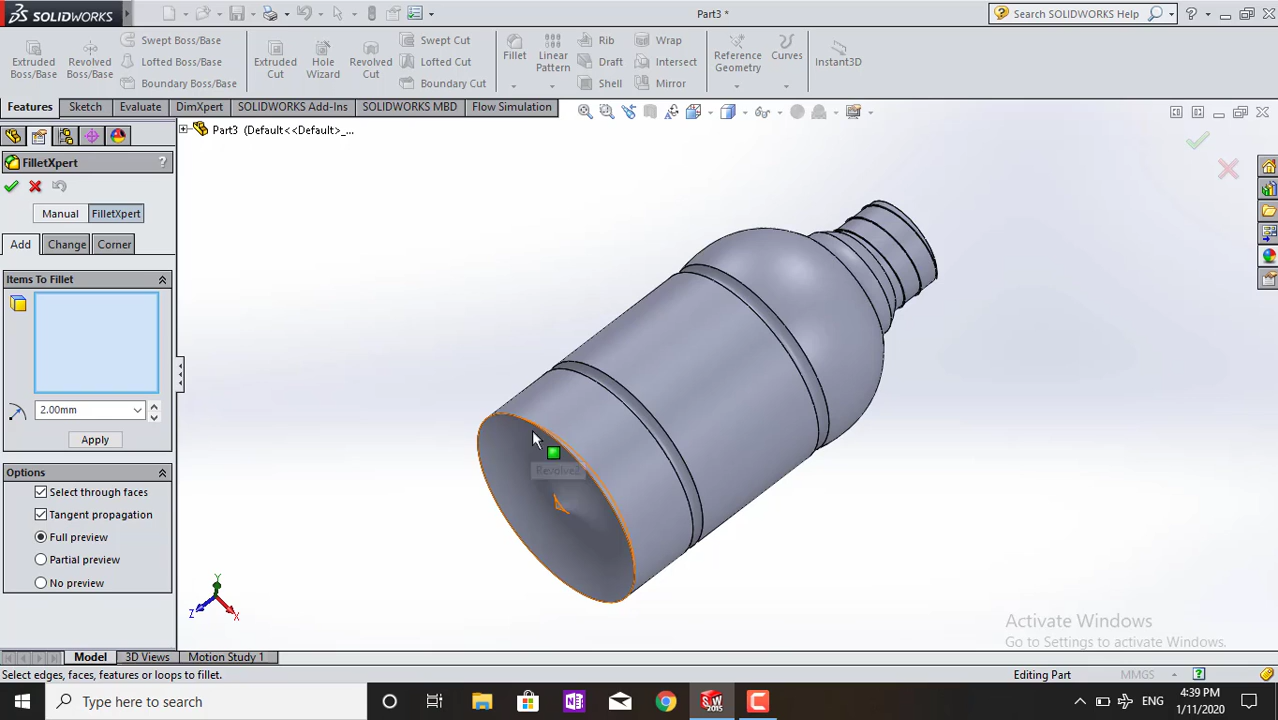 SOLIDWORKS
Part3 *
Search SOLIDWORKS Help
Extruded Boss/Base
Revolved Boss/Base
Swept Boss/Base
Lofted Boss/Base
Boundary Boss/Base
Extruded Cut
Hole Wizard
Revolved Cut
Swept Cut
Lofted Cut
Boundary Cut
Fillet
Linear Pattern
Rib
Draft
Shell
Wrap
Intersect
Mirror
Reference Geometry
Curves
Instant3D
Features
Sketch
Evaluate
DimXpert
SOLIDWORKS Add-Ins
SOLIDWORKS MBD
Flow Simulation
Part3 (Default<<Default>_...
FilletXpert
?
Manual
FilletXpert
Add
Change
Corner
Items To Fillet
2.00mm
Apply
Options
Select through faces
Tangent propagation
Full preview
Partial preview
No preview
Revolve2
Y
Z
X
Activate Windows
Go to Settings to activate Windows.
Model
3D Views
Motion Study 1
Select edges, faces, features or loops to fillet.
Editing Part
MMGS
?
Type here to search
SW
2015
ENG
4:39 PM
1/11/2020